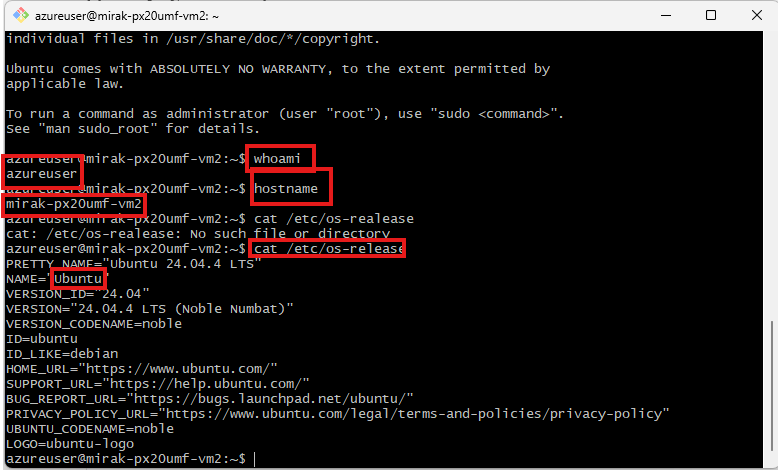 azureuser@mirak-px20umf-vm2: ~
individual files in /usr/share/doc/*/copyright.
Ubuntu comes with ABSOLUTELY NO WARRANTY, to the extent permitted by
applicable law.
To run a command as administrator (user "root"), use "sudo <command>".
See "man sudo_root" for details.
azureuser@mirak-px20umf-vm2:~$ whoami
azureuser
azureuser@mirak-px20umf-vm2:~$ hostname
mirak-px20umf-vm2
azureuser@mirak-px20umf-vm2:~$ cat /etc/os-realease
cat: /etc/os-realease: No such file or directory
azureuser@mirak-px20umf-vm2:~$ cat /etc/os-release
PRETTY_NAME="Ubuntu 24.04.4 LTS"
NAME="Ubuntu"
VERSION_ID="24.04"
VERSION="24.04.4 LTS (Noble Numbat)"
VERSION_CODENAME=noble
ID=ubuntu
ID_LIKE=debian
HOME_URL="https://www.ubuntu.com/"
SUPPORT_URL="https://help.ubuntu.com/"
BUG_REPORT_URL="https://bugs.launchpad.net/ubuntu/"
PRIVACY_POLICY_URL="https://www.ubuntu.com/legal/terms-and-policies/privacy-policy"
UBUNTU_CODENAME=noble
LOGO=ubuntu-logo
azureuser@mirak-px20umf-vm2:~$